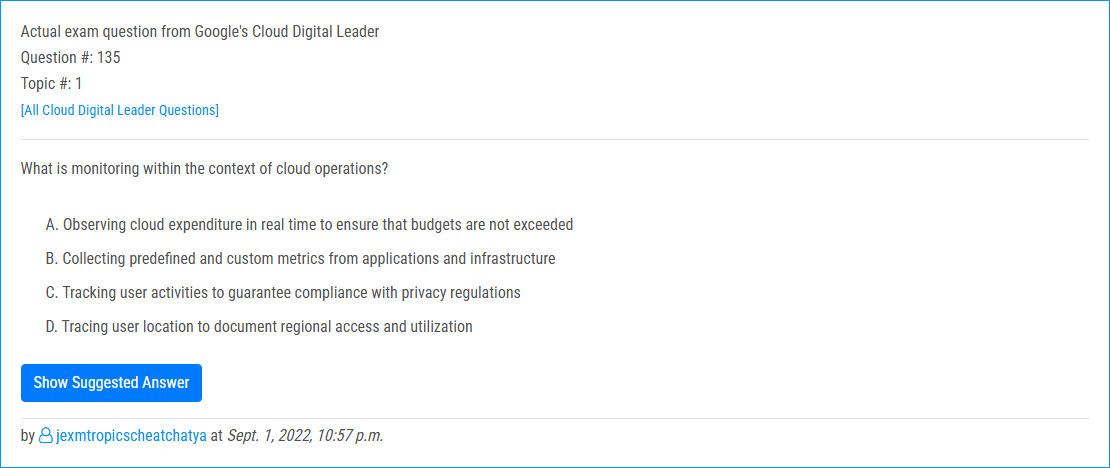 Actual exam question from Google's Cloud Digital Leader
Question #: 135
Topic #: 1
[All Cloud Digital Leader Questions]
What is monitoring within the context of cloud operations?
A. Observing cloud expenditure in real time to ensure that budgets are not exceeded
B. Collecting predefined and custom metrics from applications and infrastructure
C. Tracking user activities to guarantee compliance with privacy regulations
D. Tracing user location to document regional access and utilization
Show Suggested Answer
by jexmtropicscheatchatya at Sept. 1, 2022, 10:57 p.m.